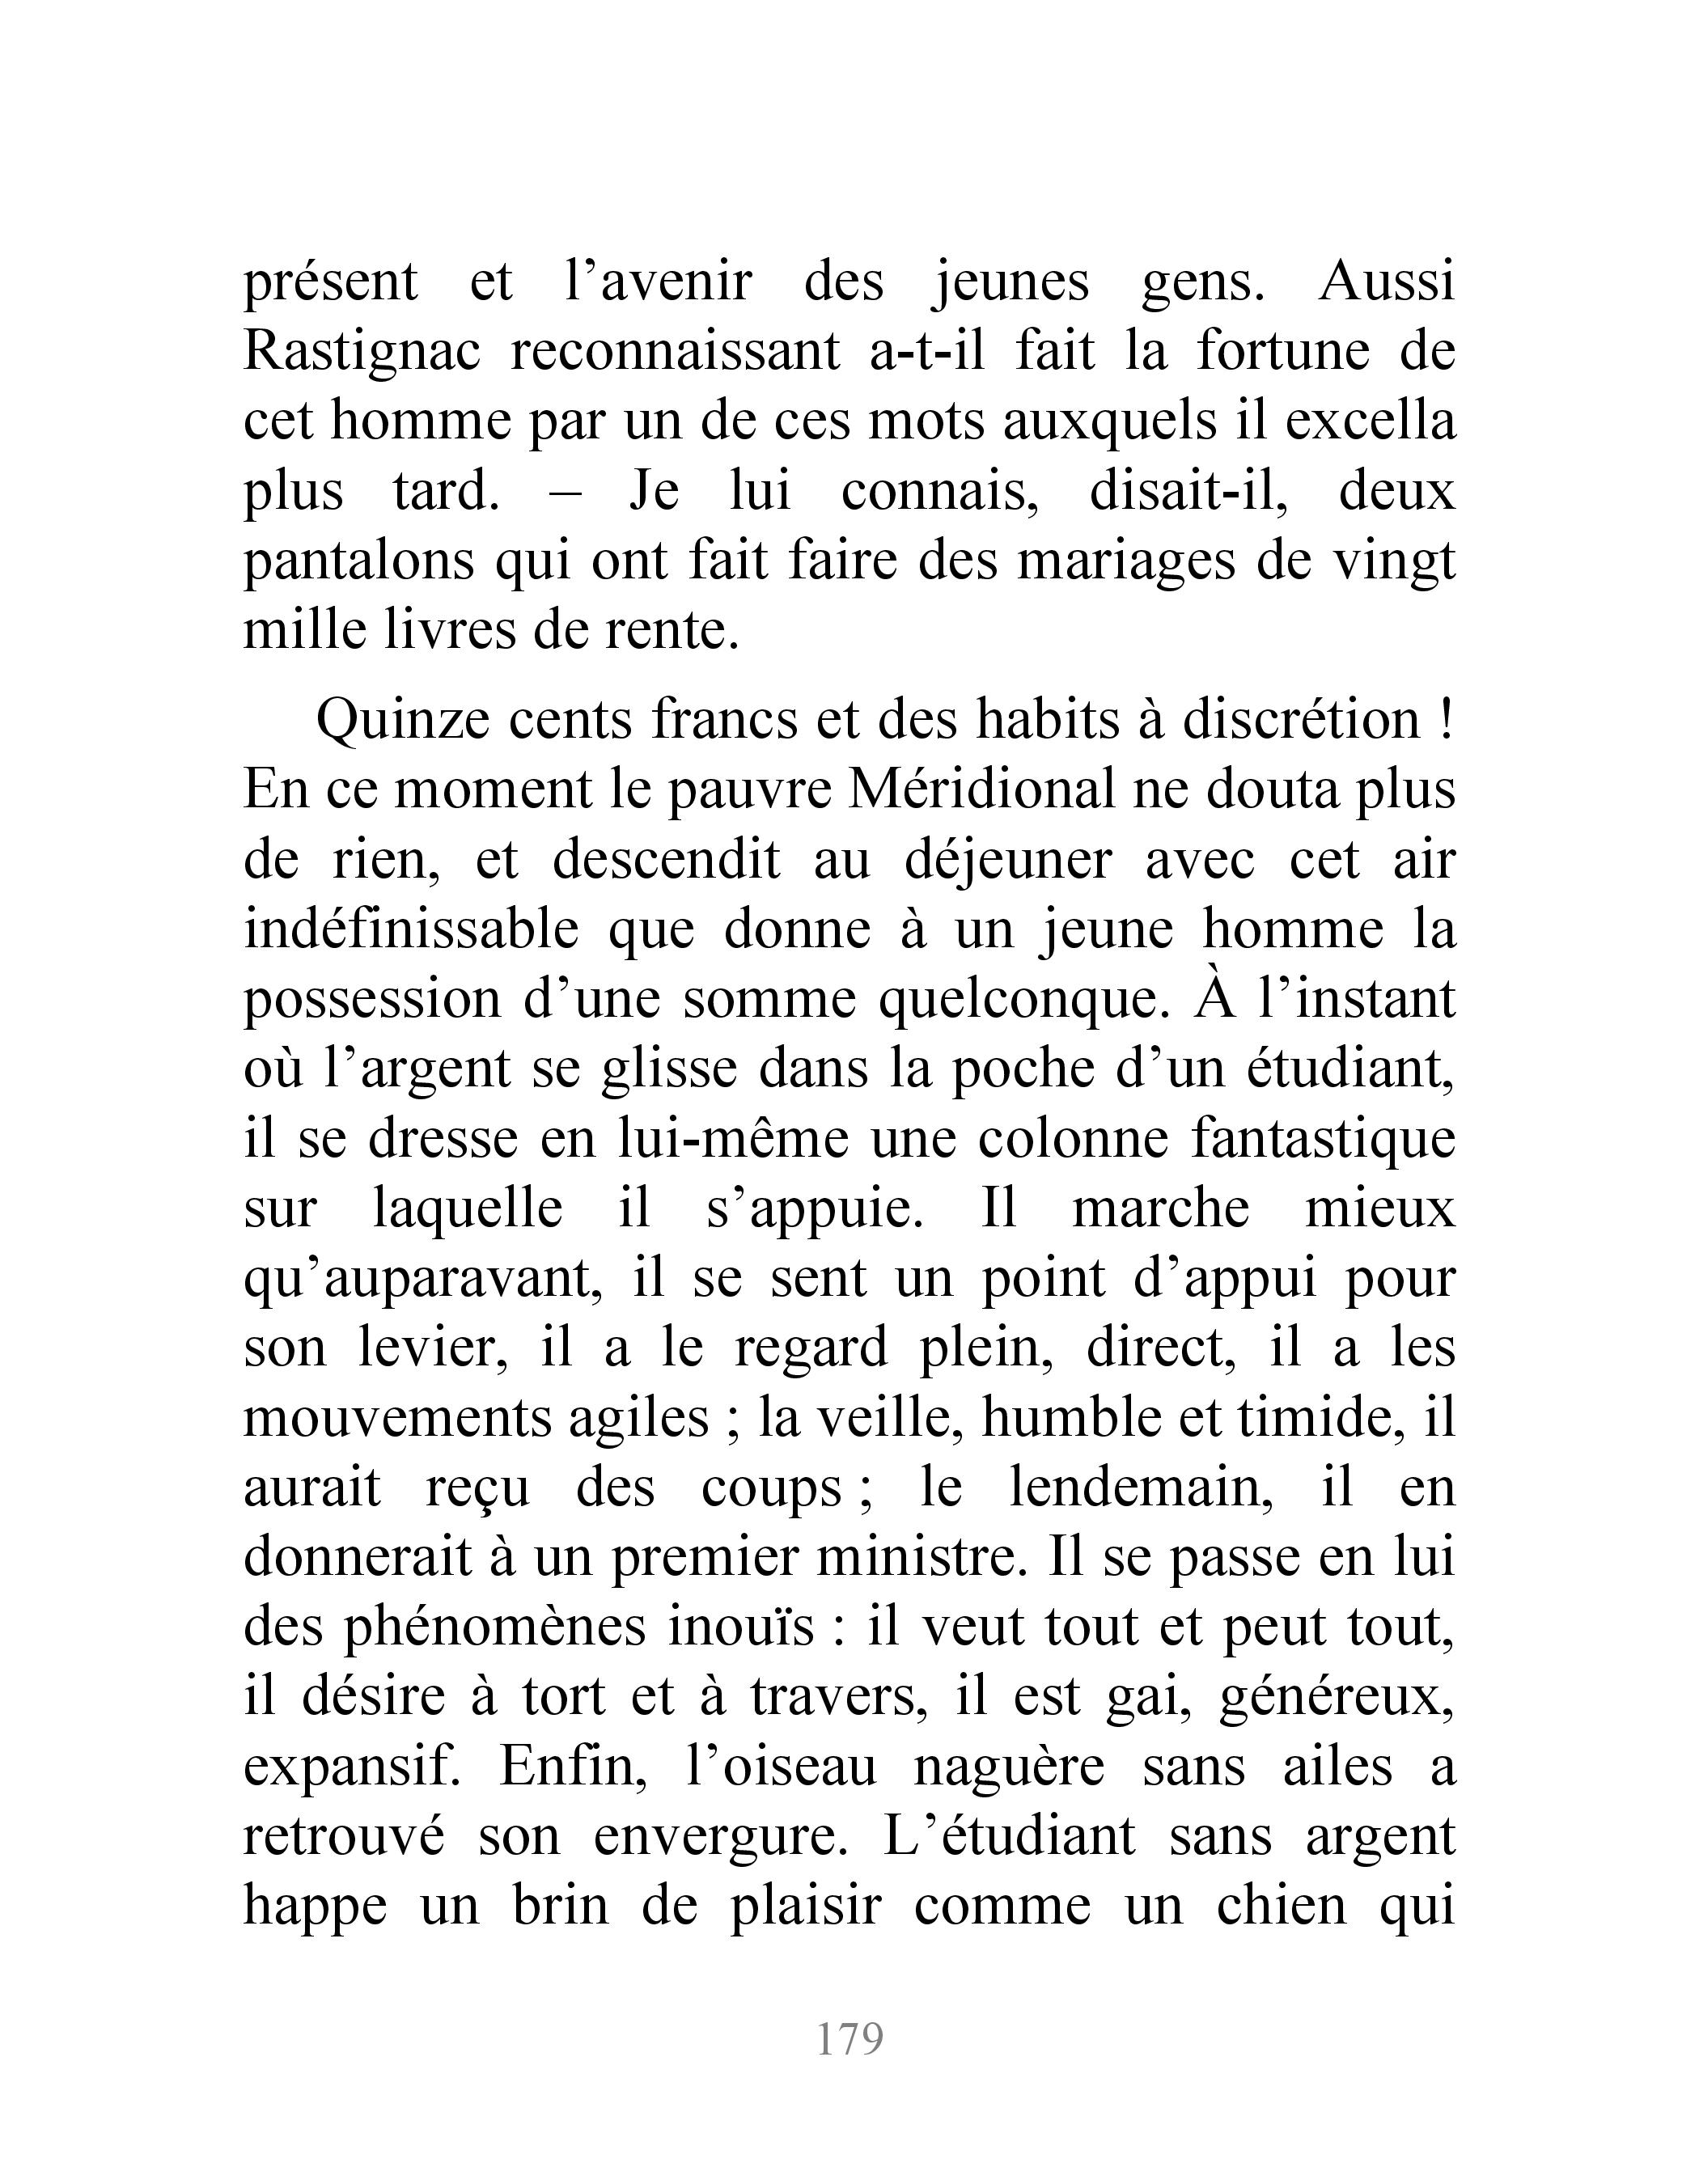 présent et l’avenir des jeunes gens. Aussi
Rastignac reconnaissant a-t-il fait la fortune de
cet homme par un de ces mots auxquels il excella
plus tard. – Je lui connais, disait-il, deux
pantalons qui ont fait faire des mariages de vingt
mille livres de rente.
Quinze cents francs et des habits à discrétion !
En ce moment le pauvre Méridional ne douta plus
de rien, et descendit au déjeuner avec cet air
indéfinissable que donne à un jeune homme la
possession d’une somme quelconque. À l’instant
où l’argent se glisse dans la poche d’un étudiant,
il se dresse en lui-même une colonne fantastique
sur laquelle il s’appuie. Il marche mieux
qu’auparavant, il se sent un point d’appui pour
son levier, il a le regard plein, direct, il a les
mouvements agiles ; la veille, humble et timide, il
aurait reçu des coups ; le lendemain, il en
donnerait à un premier ministre. Il se passe en lui
des phénomènes inouïs : il veut tout et peut tout,
il désire à tort et à travers, il est gai, généreux,
expansif. Enfin, l’oiseau naguère sans ailes a
retrouvé son envergure. L’étudiant sans argent
happe un brin de plaisir comme un chien qui
179